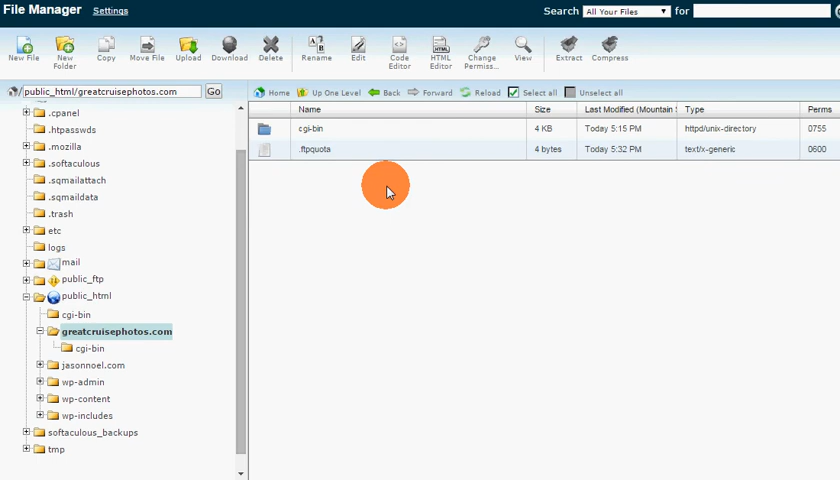 File Manager Settings Search All Your Files for
New File New Folder Copy Move File Upload Download Delete Rename Edit Code Editor HTML Editor Change Permiss... View Extract Compress
public_html/greatcruisephotos.com Go Home Up One Level Back Forward Reload Select all Unselect all
Name Size Last Modified (Mountain Type Perms
cgi-bin 4 KB Today 5:15 PM httpd/unix-directory 0755
.ftpquota 4 bytes Today 5:32 PM text/x-generic 0600
.cpanel
.htpasswds
.mozilla
.softaculous
.sqmailattach
.sqmaildata
.trash
etc
logs
mail
public_ftp
public_html
cgi-bin
greatcruisephotos.com
cgi-bin
jasonnoel.com
wp-admin
wp-content
wp-includes
softaculous_backups
tmp